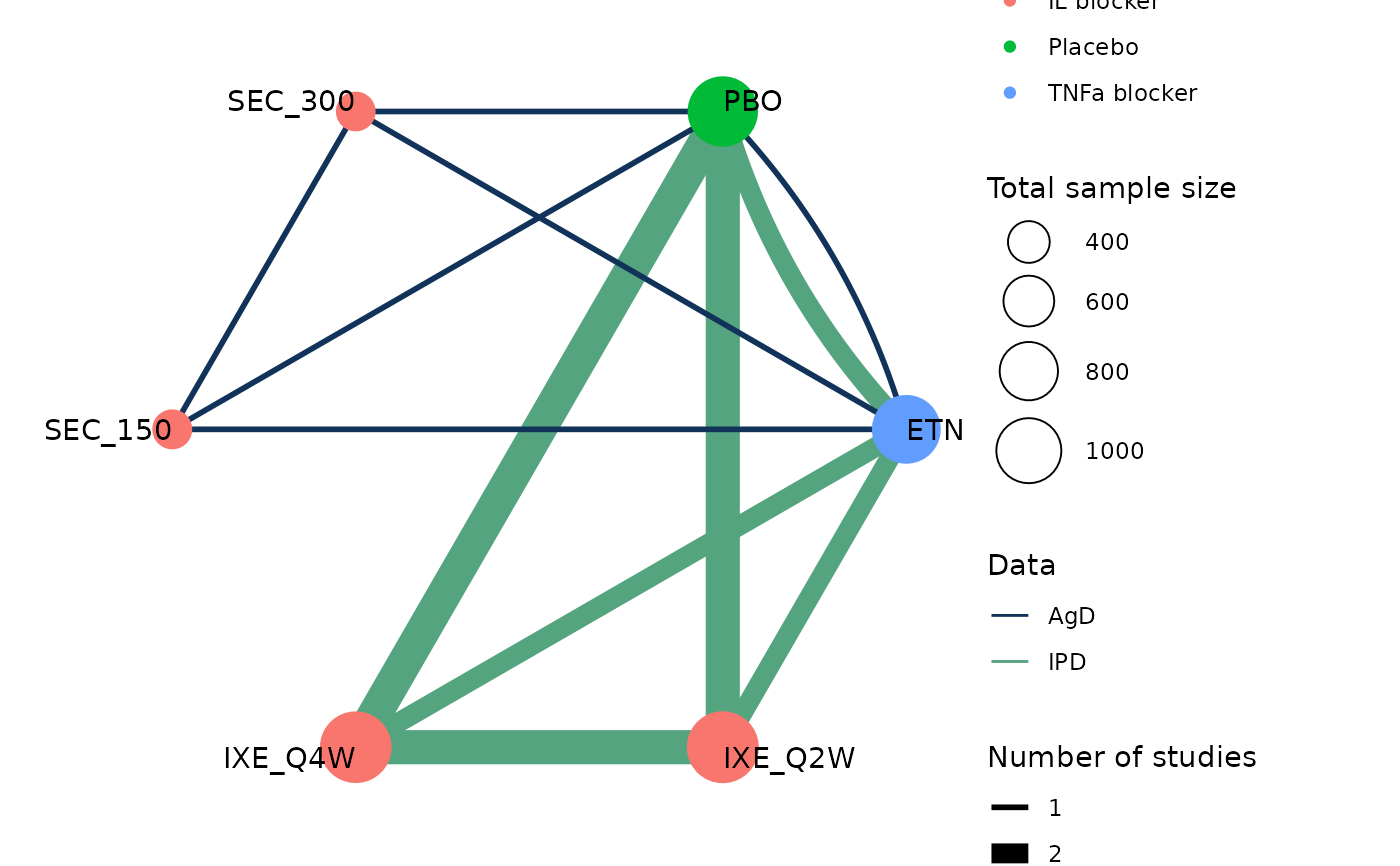 IL blocker
Placebo
TNFa blocker
SEC_300
PBO
Total sample size
400
600
800
1000
SEC_150
ETN
Data
AgD
IPD
IXE_Q4W
IXE_Q2W
Number of studies
1
2